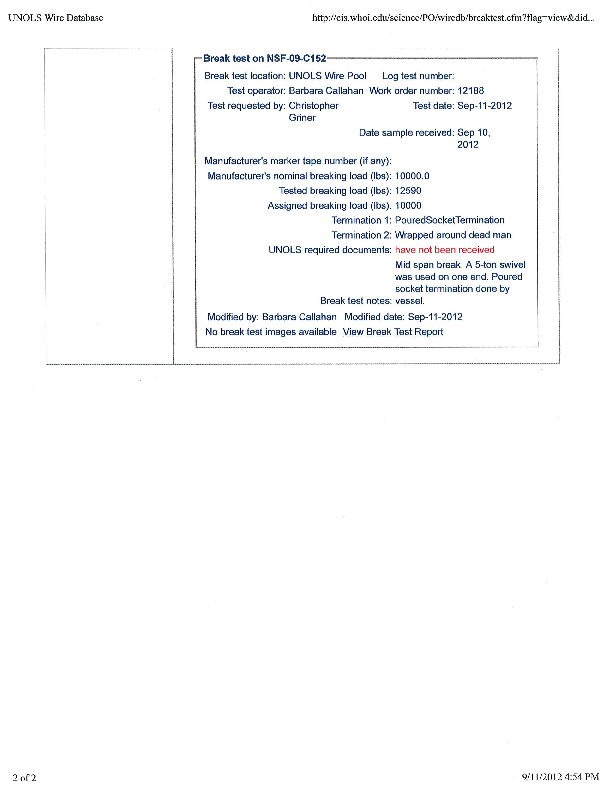 UNOLS Wire Database http://cis.whoi.edu/science/PO/wiredb/breaktest.cfm?flag=view&did...
Break test on NSF-09-C152
Break test location: UNOLS Wire Pool Log test number:
Test operator: Barbara Callahan Work order number: 12188
Test requested by: Christopher Griner Test date: Sep-11-2012
Date sample received: Sep 10,
2012
Manufacturer's marker tape number (if any):
Manufacturer's nominal breaking load (lbs): 10000.0
Tested breaking load (lbs): 12590
Assigned breaking load (lbs): 10000
Termination 1: PouredSocketTermination
Termination 2: Wrapped around dead man
UNOLS required documents: have not been received
Mid span break. A 5-ton swivel
was used on one end. Poured
socket termination done by
Break test notes: vessel.
Modified by: Barbara Callahan Modified date: Sep-11-2012
No break test images available View Break Test Report
2 of 2 9/11/2012 4:54 PM